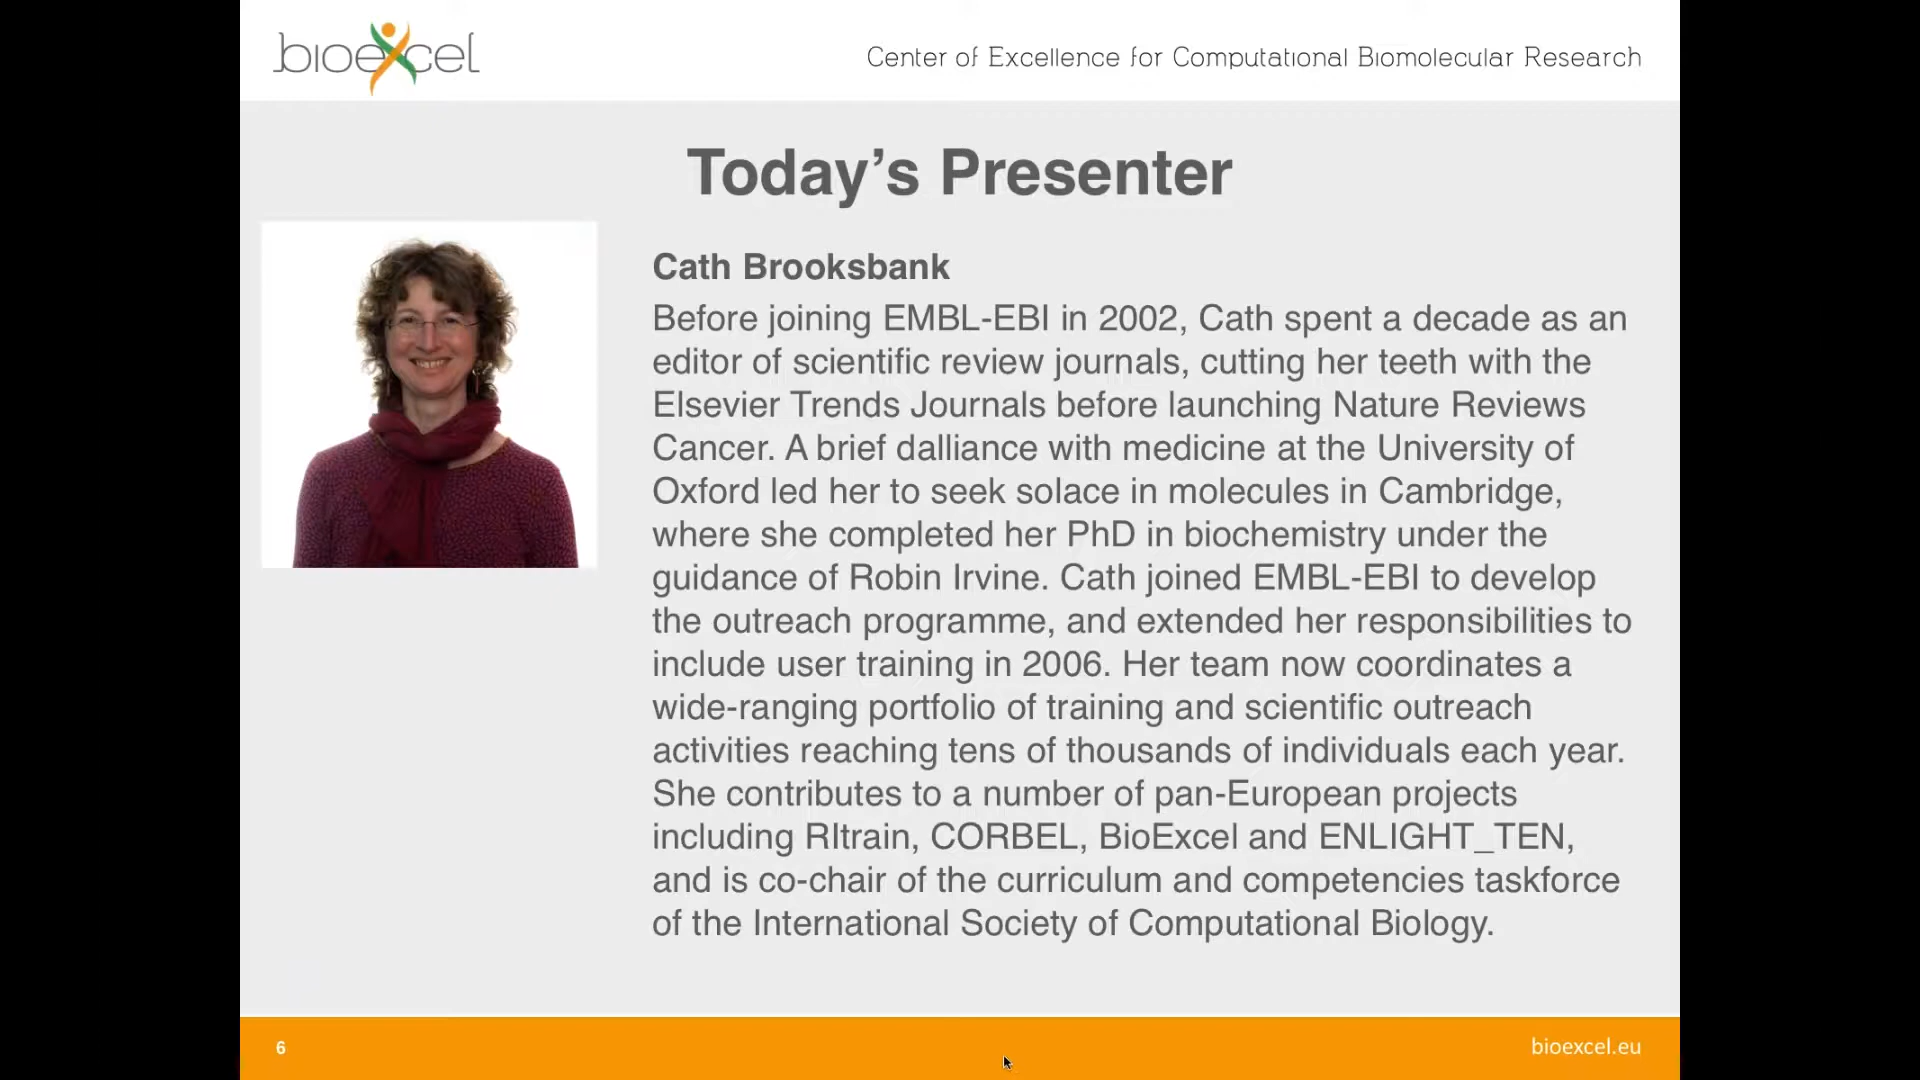 bioexcel
Center of Excellence for Computational Biomolecular Research
Today’s Presenter
Cath Brooksbank
Before joining EMBL-EBI in 2002, Cath spent a decade as an
editor of scientific review journals, cutting her teeth with the
Elsevier Trends Journals before launching Nature Reviews
Cancer. A brief dalliance with medicine at the University of
Oxford led her to seek solace in molecules in Cambridge,
where she completed her PhD in biochemistry under the
guidance of Robin Irvine. Cath joined EMBL-EBI to develop
the outreach programme, and extended her responsibilities to
include user training in 2006. Her team now coordinates a
wide-ranging portfolio of training and scientific outreach
activities reaching tens of thousands of individuals each year.
She contributes to a number of pan-European projects
including RItrain, CORBEL, BioExcel and ENLIGHT_TEN,
and is co-chair of the curriculum and competencies taskforce
of the International Society of Computational Biology.
6
bioexcel.eu